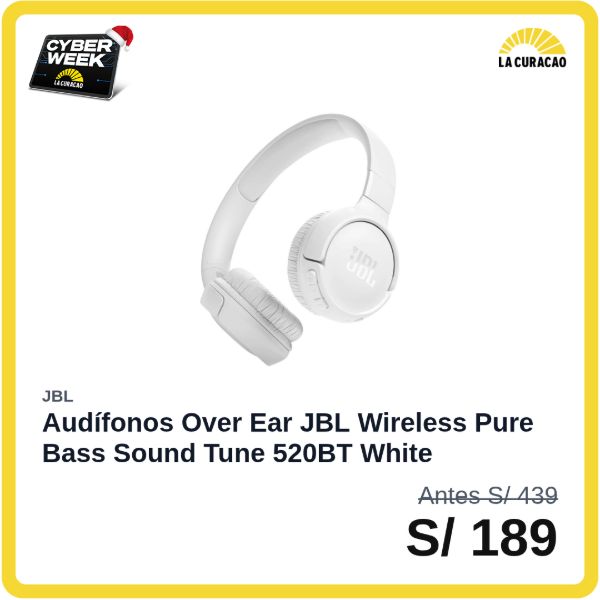 CYBER
WEEK
LA CURACAO
LA CURACAO
JBL
JBL
Audífonos Over Ear JBL Wireless Pure
Bass Sound Tune 520BT White
Antes S/ 439
S/ 189